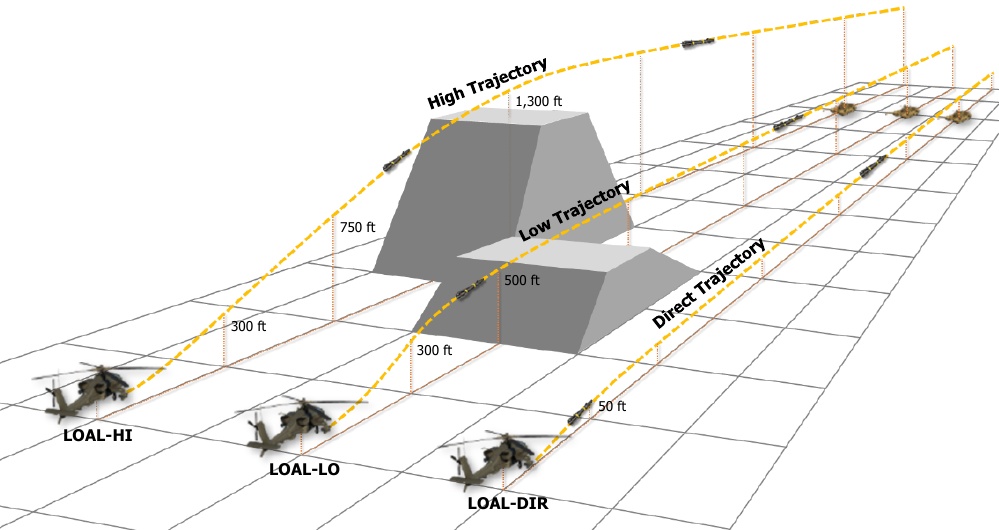 High Trajectory
1,300 ft
750 ft
300 ft
LOAL-HI
Low Trajectory
500 ft
300 ft
LOAL-LO
Direct Trajectory
50 ft
LOAL-DIR